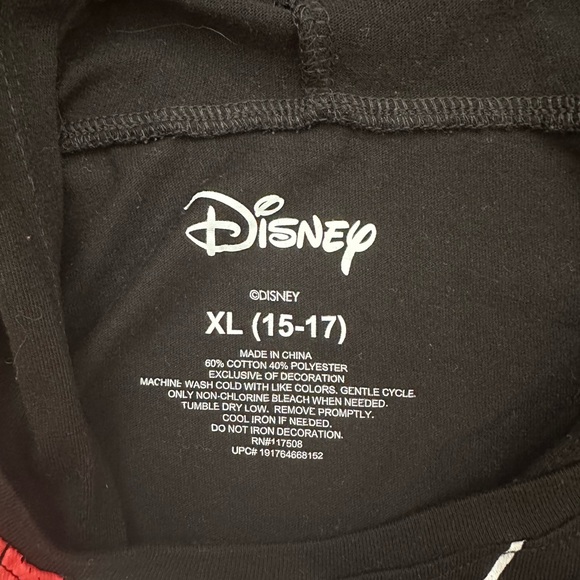 Disney
©DISNEY
XL (15-17)
MADE IN CHINA
60% COTTON 40% POLYESTER
EXCLUSIVE OF DECORATION
MACHINE WASH COLD WITH LIKE COLORS. GENTLE CYCLE.
ONLY NON-CHLORINE BLEACH WHEN NEEDED.
TUMBLE DRY LOW. REMOVE PROMPTLY.
COOL IRON IF NEEDED.
DO NOT IRON DECORATION.
RN#117508
UPC# 191764668152